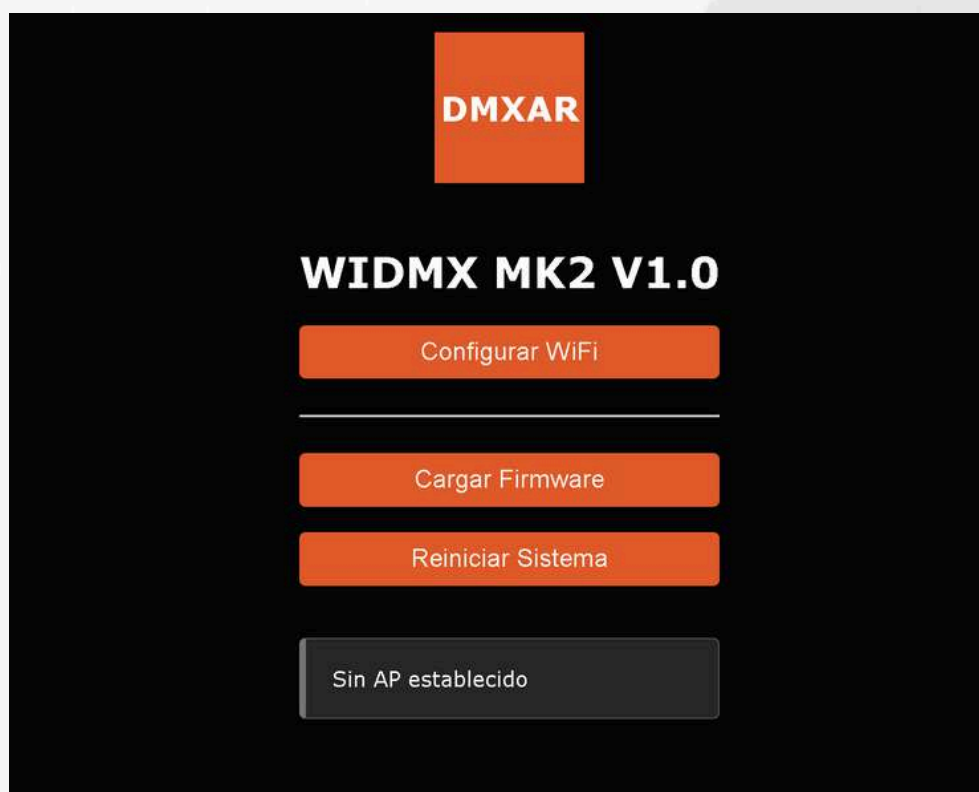 DMXAR
WIDMX MK2 V1.0
Configurar WiFi
Cargar Firmware
Reiniciar Sistema
Sin AP establecido